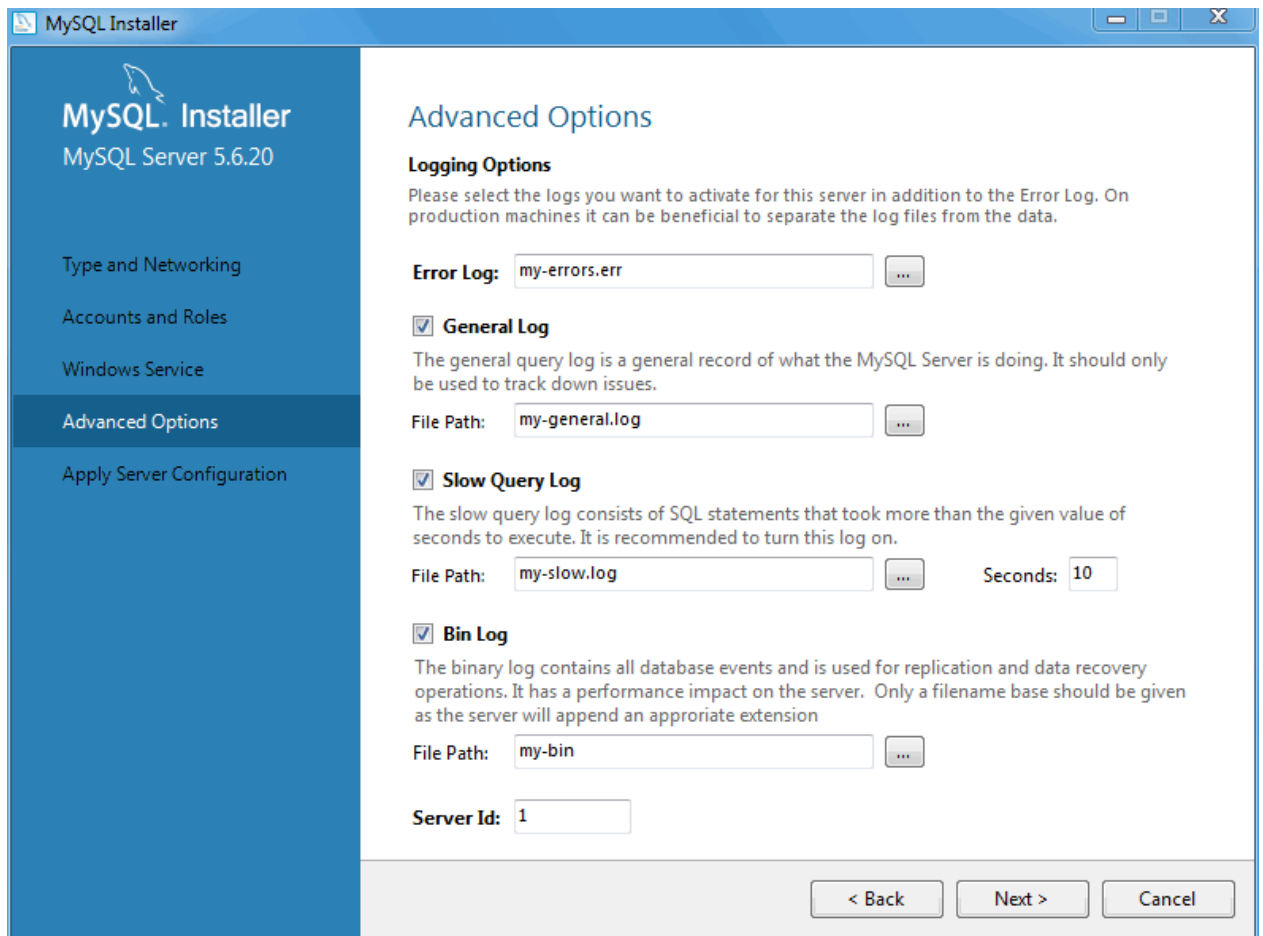 MySQL Installer
MySQL. Installer
MySQL Server 5.6.20
Type and Networking
Accounts and Roles
Windows Service
Advanced Options
Apply Server Configuration
Advanced Options
Logging Options
Please select the logs you want to activate for this server in addition to the Error Log. On
production machines it can be beneficial to separate the log files from the data.
Error Log: my-errors.err ...
General Log
The general query log is a general record of what the MySQL Server is doing. It should only
be used to track down issues.
File Path: my-general.log ...
Slow Query Log
The slow query log consists of SQL statements that took more than the given value of
seconds to execute. It is recommended to turn this log on.
File Path: my-slow.log ... Seconds: 10
Bin Log
The binary log contains all database events and is used for replication and data recovery
operations. It has a performance impact on the server.  Only a filename base should be given
as the server will append an approriate extension
File Path: my-bin ...
Server Id: 1
< Back Next > Cancel